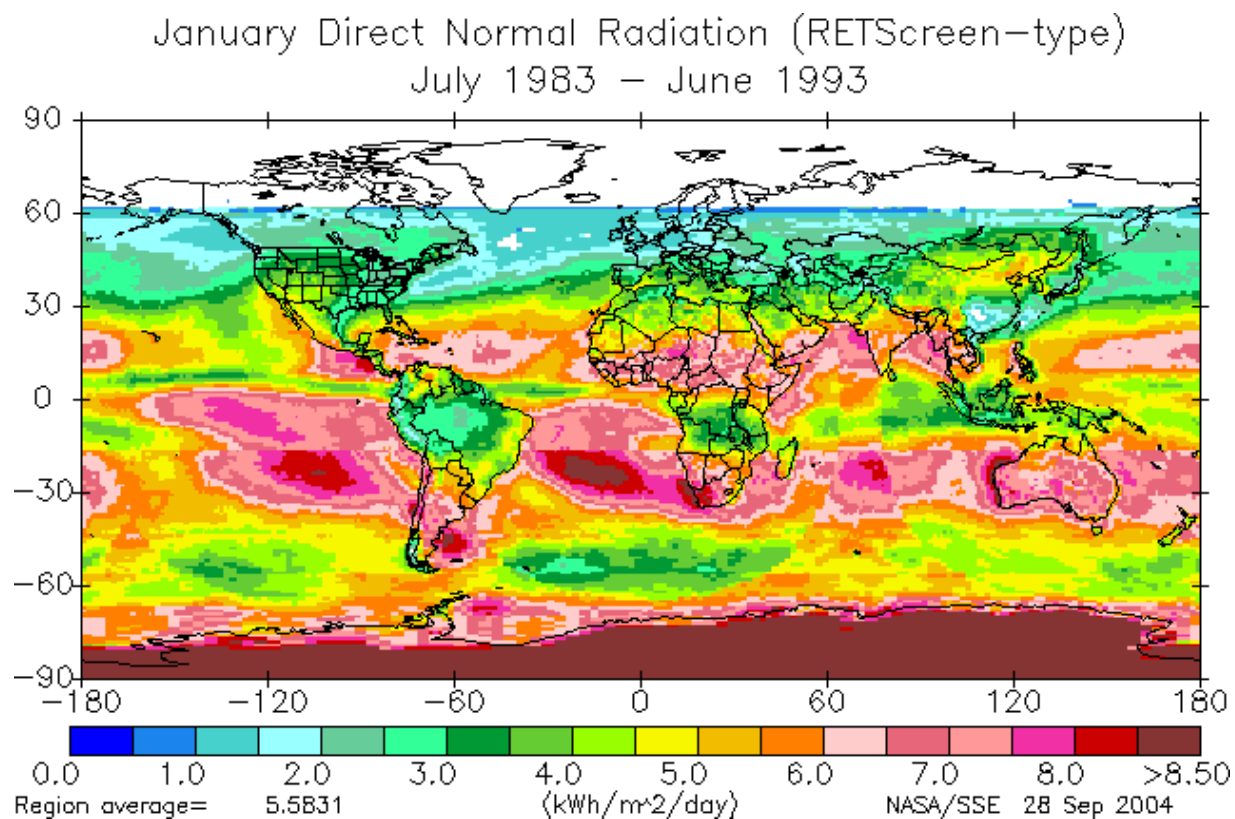 January Direct Normal Radiation (RETScreen-type)
July 1983 - June 1993
90
60
30
0
-30
-60
-90
-180 -120 -60 0 60 120 180
0.0 1.0 2.0 3.0 4.0 5.0 6.0 7.0 8.0 >8.50
Region average= 5.5831 (kWh/m^2/day) NASA/SSE 28 Sep 2004